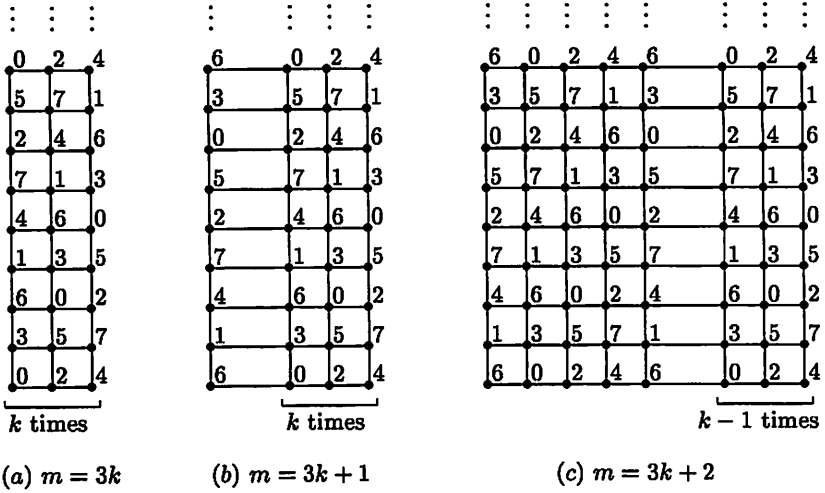 0 2 4 6 0 2 4 6 0 2 4 6 0 2 4
5 7 1 3 5 7 1 3 5 7 1 3 5 7 1
2 4 6 0 2 4 6 0 2 4 6 0 2 4 6
7 1 3 5 7 1 3 5 7 1 3 5 7 1 3
4 6 0 2 4 6 0 2 4 6 0 2 4 6 0
1 3 5 7 1 3 5 7 1 3 5 7 1 3 5
6 0 2 4 6 0 2 4 6 0 2 4 6 0 2
3 5 7 1 3 5 7 1 3 5 7 1 3 5 7
0 2 4 6 0 2 4 6 0 2 4 6 0 2 4
k times k times k − 1 times
(a) m = 3k (b) m = 3k + 1 (c) m = 3k + 2